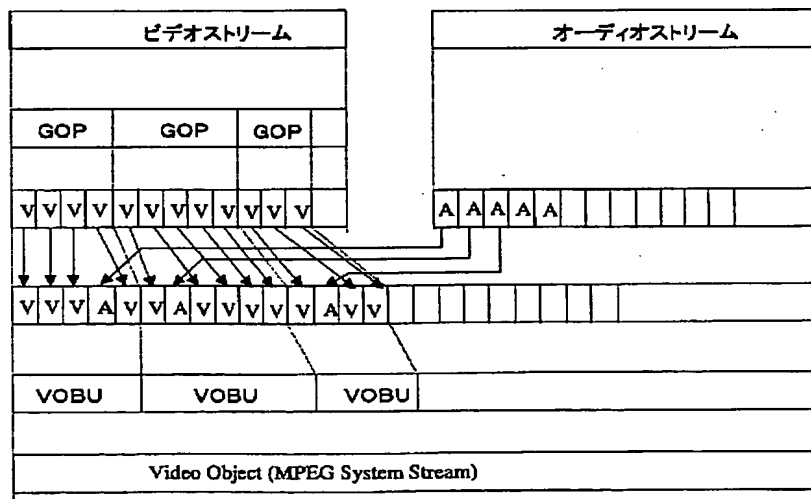 ビデオストリーム
オーディオストリーム
GOP GOP GOP
V V V V V V V V V V V V
A A A A A
V V V A V V A V V V V V A V V
VOBU VOBU VOBU
Video Object (MPEG System Stream)